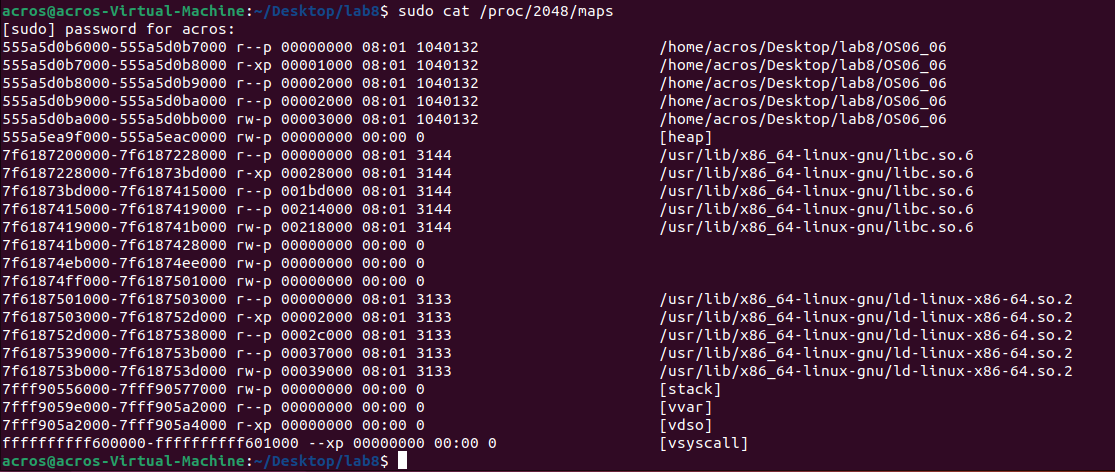 acros@acros-Virtual-Machine:~/Desktop/lab8$ sudo cat /proc/2048/maps
[sudo] password for acros:
555a5d0b6000-555a5d0b7000 r--p 00000000 08:01 1040132 /home/acros/Desktop/lab8/OS06_06
555a5d0b7000-555a5d0b8000 r-xp 00001000 08:01 1040132 /home/acros/Desktop/lab8/OS06_06
555a5d0b8000-555a5d0b9000 r--p 00002000 08:01 1040132 /home/acros/Desktop/lab8/OS06_06
555a5d0b9000-555a5d0ba000 r--p 00002000 08:01 1040132 /home/acros/Desktop/lab8/OS06_06
555a5d0ba000-555a5d0bb000 rw-p 00003000 08:01 1040132 /home/acros/Desktop/lab8/OS06_06
555a5ea9f000-555a5eac0000 rw-p 00000000 00:00 0 [heap]
7f6187200000-7f6187228000 r--p 00000000 08:01 3144 /usr/lib/x86_64-linux-gnu/libc.so.6
7f6187228000-7f61873bd000 r-xp 00028000 08:01 3144 /usr/lib/x86_64-linux-gnu/libc.so.6
7f61873bd000-7f6187415000 r--p 001bd000 08:01 3144 /usr/lib/x86_64-linux-gnu/libc.so.6
7f6187415000-7f6187419000 r--p 00214000 08:01 3144 /usr/lib/x86_64-linux-gnu/libc.so.6
7f6187419000-7f618741b000 rw-p 00218000 08:01 3144 /usr/lib/x86_64-linux-gnu/libc.so.6
7f618741b000-7f6187428000 rw-p 00000000 00:00 0
7f61874eb000-7f61874ee000 rw-p 00000000 00:00 0
7f61874ff000-7f6187501000 rw-p 00000000 00:00 0
7f6187501000-7f6187503000 r--p 00000000 08:01 3133 /usr/lib/x86_64-linux-gnu/ld-linux-x86-64.so.2
7f6187503000-7f618752d000 r-xp 00002000 08:01 3133 /usr/lib/x86_64-linux-gnu/ld-linux-x86-64.so.2
7f618752d000-7f6187538000 r--p 0002c000 08:01 3133 /usr/lib/x86_64-linux-gnu/ld-linux-x86-64.so.2
7f6187539000-7f618753b000 r--p 00037000 08:01 3133 /usr/lib/x86_64-linux-gnu/ld-linux-x86-64.so.2
7f618753b000-7f618753d000 rw-p 00039000 08:01 3133 /usr/lib/x86_64-linux-gnu/ld-linux-x86-64.so.2
7fff90556000-7fff90577000 rw-p 00000000 00:00 0 [stack]
7fff9059e000-7fff905a2000 r--p 00000000 00:00 0 [vvar]
7fff905a2000-7fff905a4000 r-xp 00000000 00:00 0 [vdso]
ffffffffff600000-ffffffffff601000 --xp 00000000 00:00 0 [vsyscall]
acros@acros-Virtual-Machine:~/Desktop/lab8$